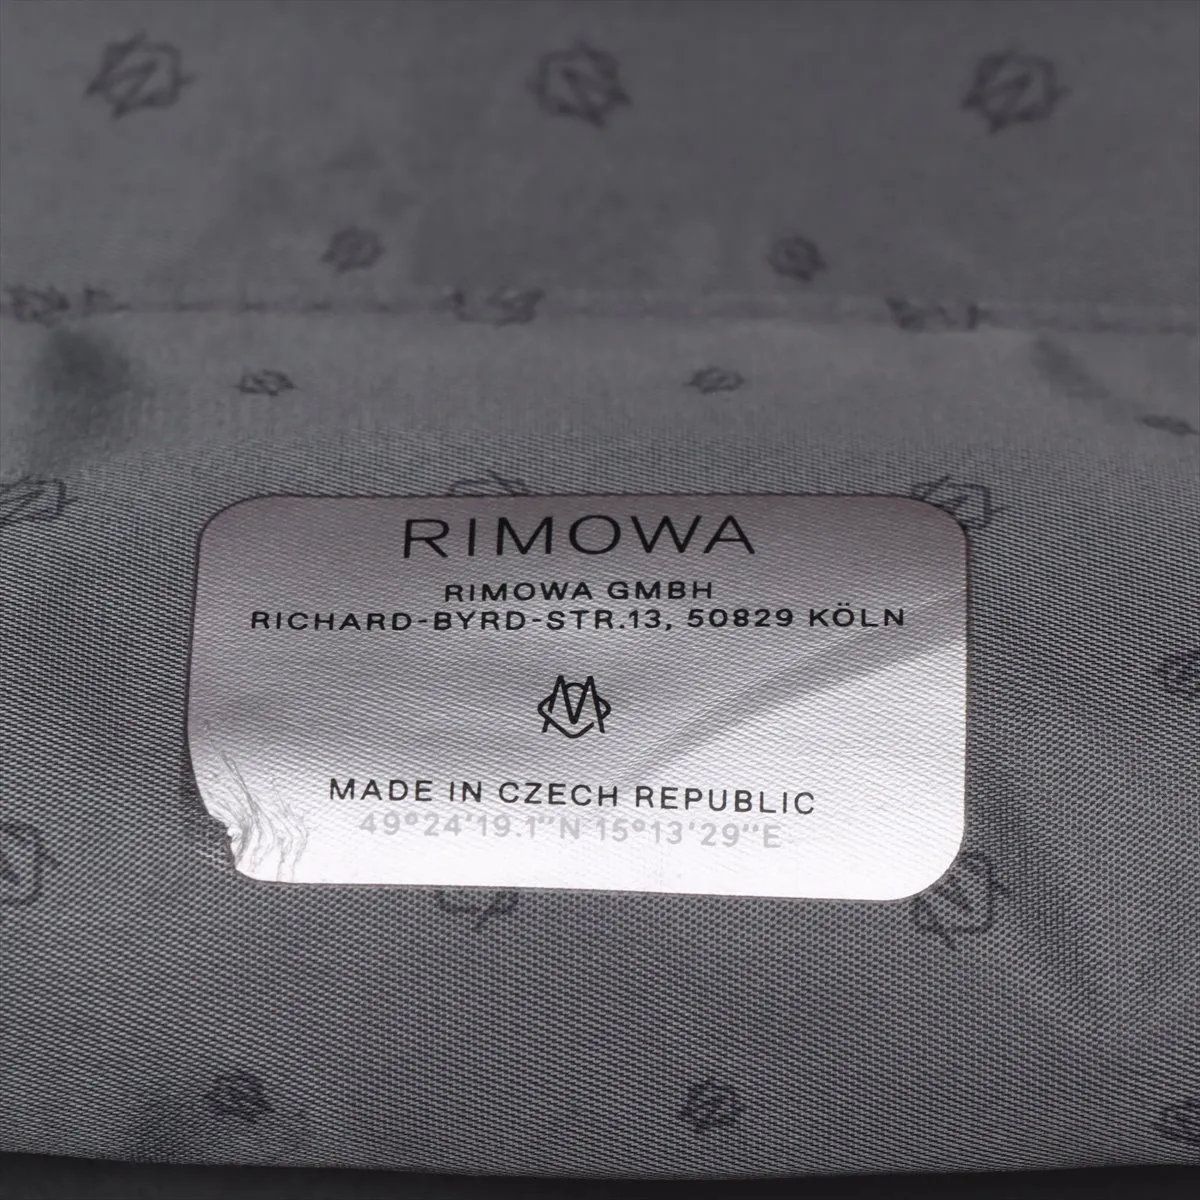 RIMOWA
RIMOWA GMBH
RICHARD-BYRD-STR.13, 50829 KÖLN
MADE IN CZECH REPUBLIC
49°24'19.1"N 15°13'29"E